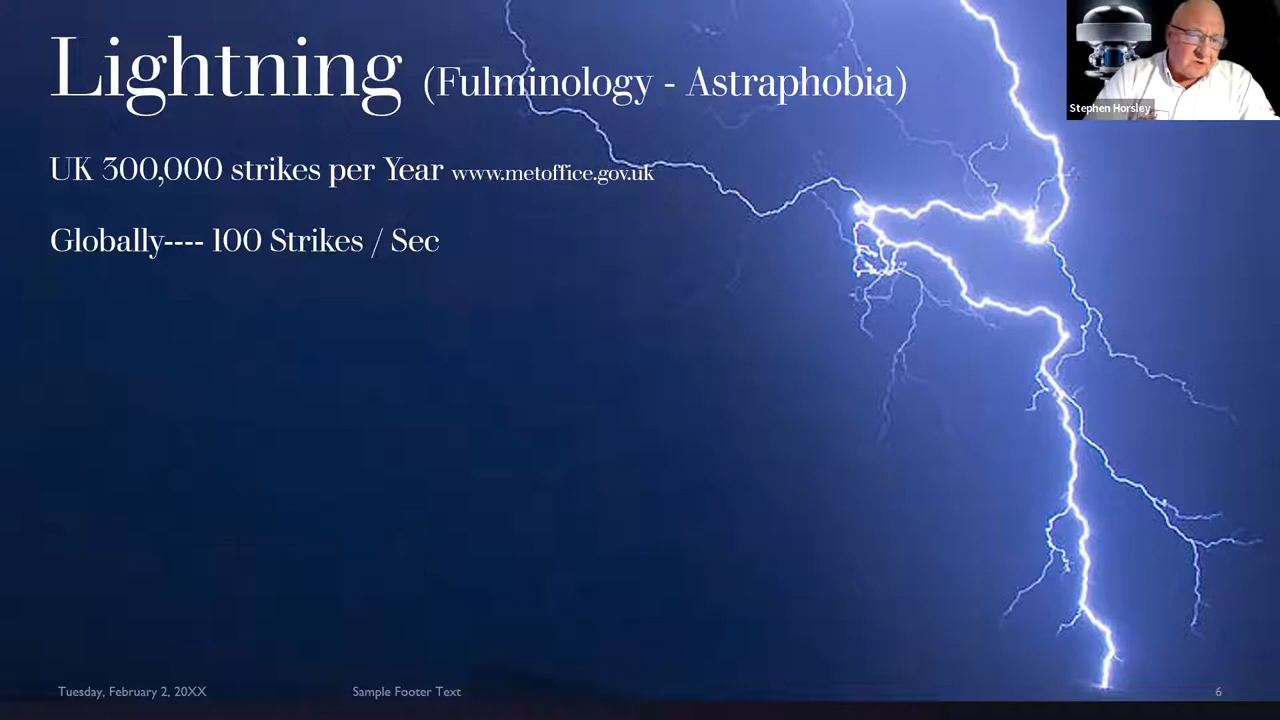 Lightning (Fulminology - Astraphobia)
Stephen Horsley
UK 300,000 strikes per Year www.metoffice.gov.uk
Globally---- 100 Strikes / Sec
Tuesday, February 2, 20XX
Sample Footer Text
6